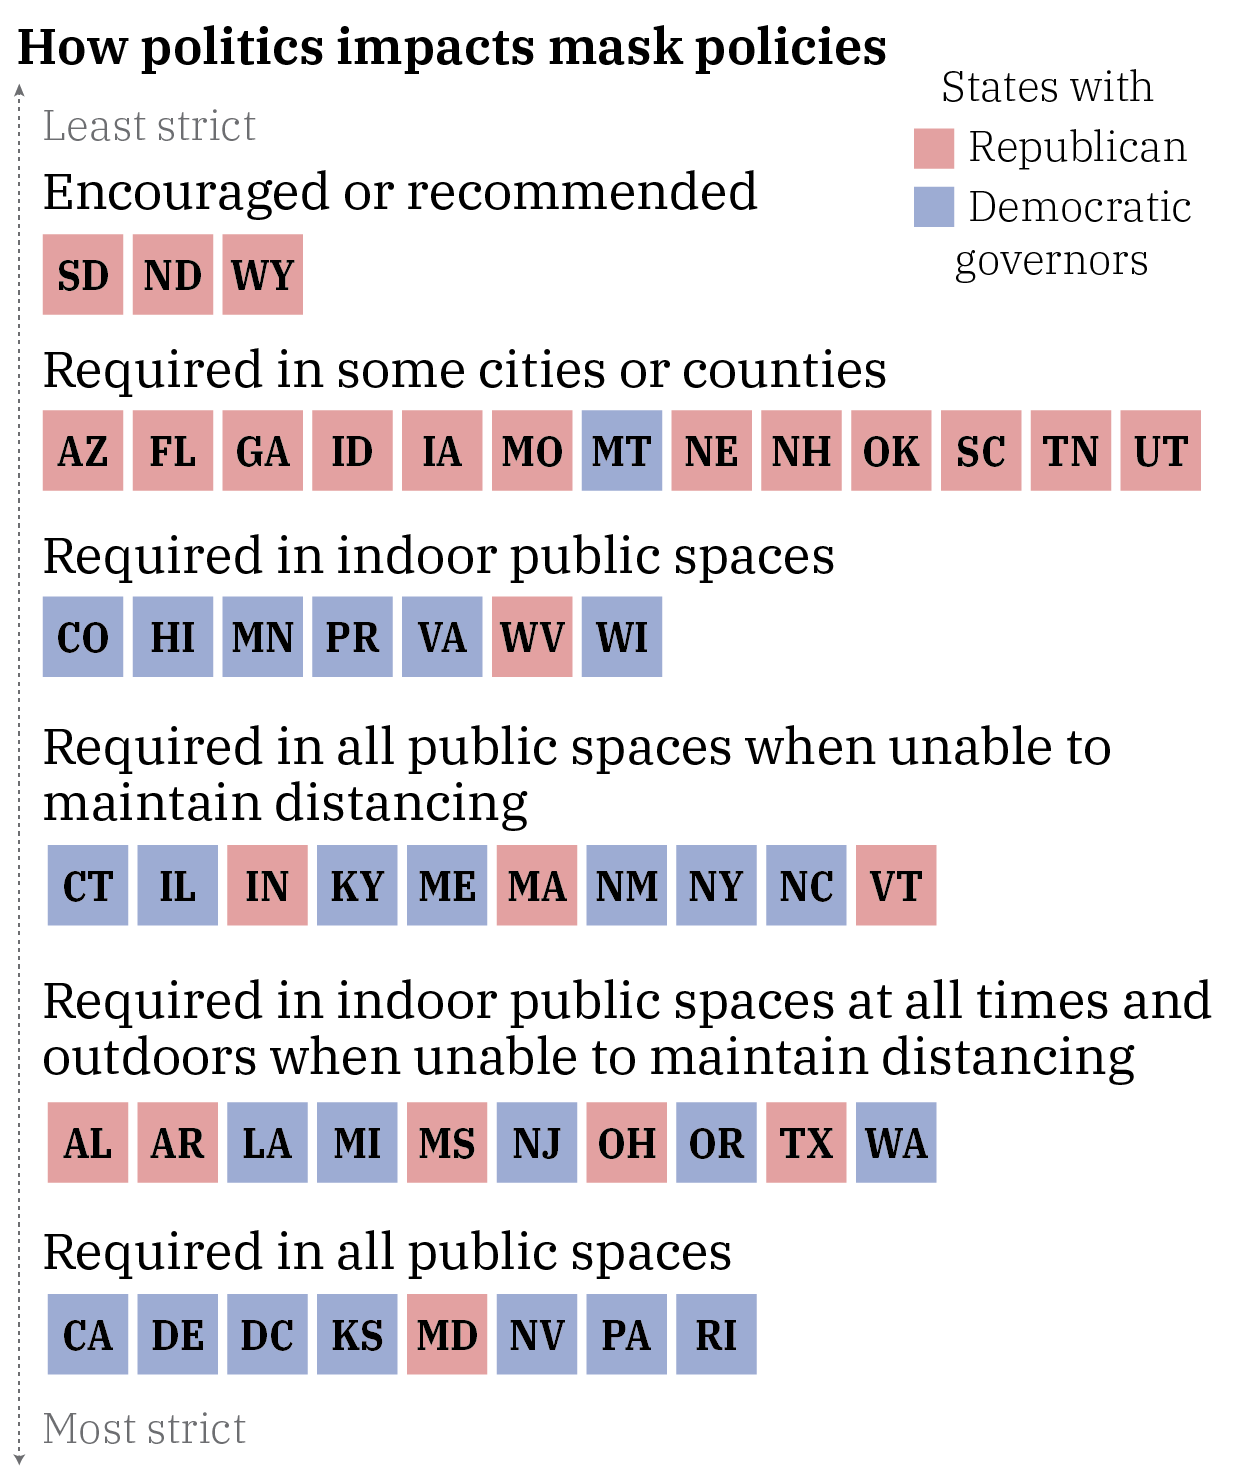 How politics impacts mask policies
States with
Republican
Democratic
governors
Least strict
Encouraged or recommended
SD ND WY
Required in some cities or counties
AZ FL GA ID IA MO MT NE NH OK SC TN UT
Required in indoor public spaces
CO HI MN PR VA WV WI
Required in all public spaces when unable to
maintain distancing
CT IL IN KY ME MA NM NY NC VT
Required in indoor public spaces at all times and
outdoors when unable to maintain distancing
AL AR LA MI MS NJ OH OR TX WA
Required in all public spaces
CA DE DC KS MD NV PA RI
Most strict